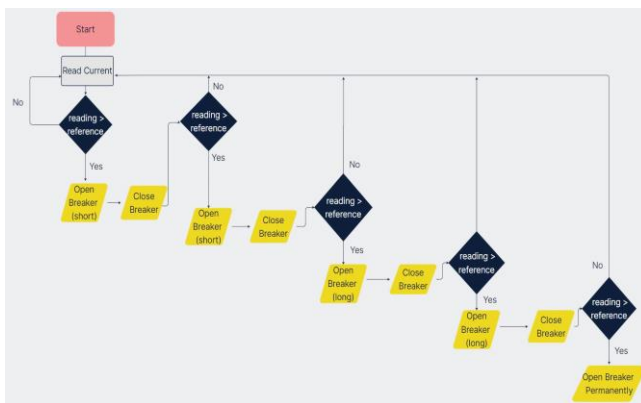 Start
Read Current
No
reading >
reference
Yes
Open
Breaker
(short)
Close
Breaker
No
reading >
reference
Yes
Open
Breaker
(short)
Close
Breaker
No
reading >
reference
Yes
Open
Breaker
(long)
Close
Breaker
reading >
reference
Yes
Open
Breaker
(long)
Close
Breaker
No
reading >
reference
Yes
Open Breaker
Permanently